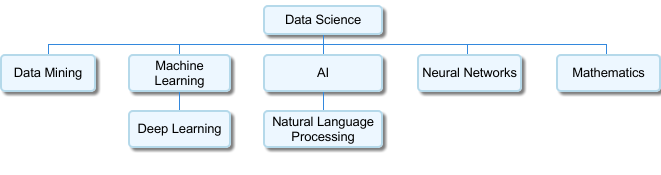 Data Science
Data Mining
Machine
Learning
AI
Neural Networks
Mathematics
Deep Learning
Natural Language
Processing